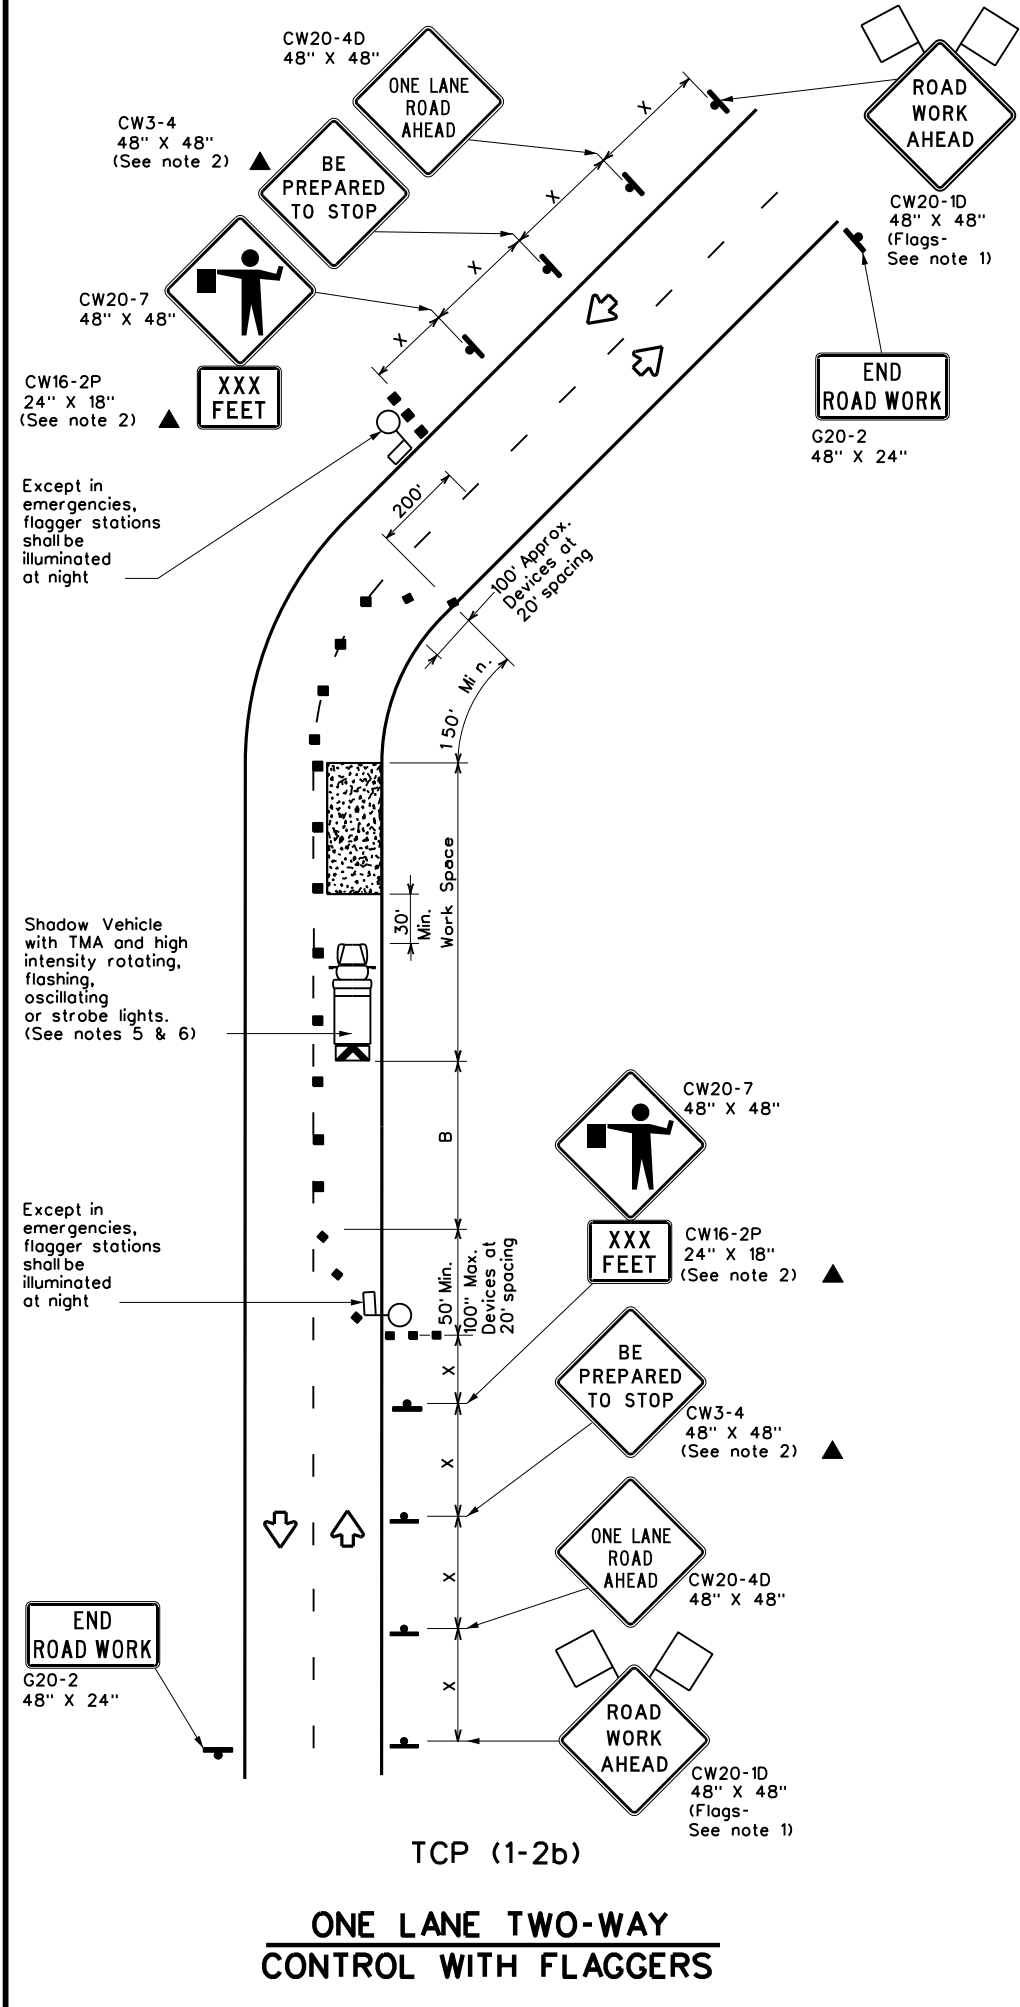 CW20-4D
48" X 48"
ONE LANE
ROAD
AHEAD
X
ROAD
WORK
AHEAD
CW3-4
48" X 48"
(See note 2)
BE
PREPARED
TO STOP
X
CW20-1D
48" X 48"
(Flags-
See note 1)
X
CW20-7
48" X 48"
X
CW16-2P
24" X 18"
(See note 2)
XXX
FEET
END
ROAD WORK
G20-2
48" X 24"
Except in
emergencies,
flagger stations
shall be
illuminated
at night
200'
100' Approx.
Devices at
20' spacing
150' Min.
Work Space
30'
Min.
Shadow Vehicle
with TMA and high
intensity rotating,
flashing,
oscillating
or strobe lights.
(See notes 5 & 6)
B
CW20-7
48" X 48"
XXX
FEET
CW16-2P
24" X 18"
(See note 2)
Except in
emergencies,
flagger stations
shall be
illuminated
at night
50' Min.
100" Max.
Devices at
20' spacing
X
BE
PREPARED
TO STOP
CW3-4
48" X 48"
(See note 2)
X
ONE LANE
ROAD
AHEAD
CW20-4D
48" X 48"
X
END
ROAD WORK
G20-2
48" X 24"
X
ROAD
WORK
AHEAD
CW20-1D
48" X 48"
(Flags-
See note 1)
TCP (1-2b)
ONE LANE TWO-WAY
CONTROL WITH FLAGGERS